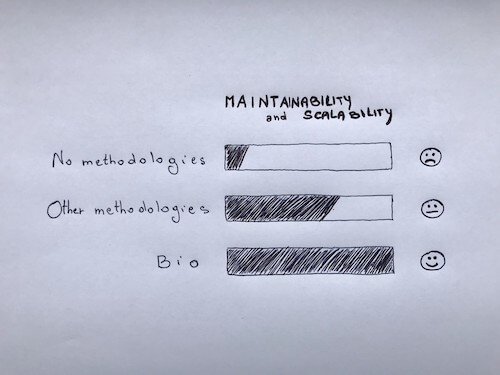 MAINTAINABILITY
and SCALABILITY
No methodologies
Other methodologies
Bio